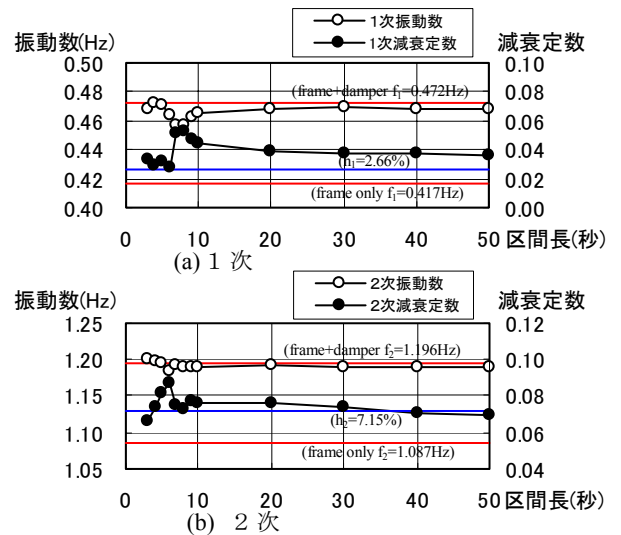 1次振動数
1次減衰定数
振動数(Hz) 減衰定数
0.50 0.10
(frame+damper f₁=0.472Hz)
0.48 0.08
0.46 0.06
0.44 0.04
(h₁=2.66%)
0.42 0.02
(frame only f₁=0.417Hz)
0.40 0.00
0 10 20 30 40 50 区間長(秒)
(a) 1 次
2次振動数
2次減衰定数
振動数(Hz) 減衰定数
1.25 0.12
(frame+damper f₂=1.196Hz)
1.20 0.10
1.15 0.08
(h₂=7.15%)
1.10 0.06
(frame only f₂=1.087Hz)
1.05 0.04
0 10 20 30 40 50 区間長(秒)
(b) 2 次